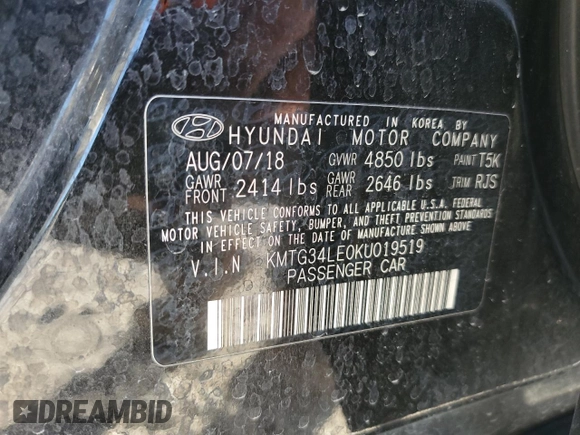 MANUFACTURED IN KOREA BY
HYUNDAI MOTOR COMPANY
AUG/07/18 GVWR 4850 lbs PAINT T5K
GAWR FRONT 2414 lbs GAWR REAR 2646 lbs TRIM RJS
THIS VEHICLE CONFORMS TO ALL APPLICABLE U.S.A. FEDERAL
MOTOR VEHICLE SAFETY, BUMPER, AND THEFT PREVENTION STANDARDS
IN EFFECT ON THE DATE OF MANUFACTURE SHOWN ABOVE.
V.I.N KMTG34LE0KU019519
PASSENGER CAR
DREAMBID